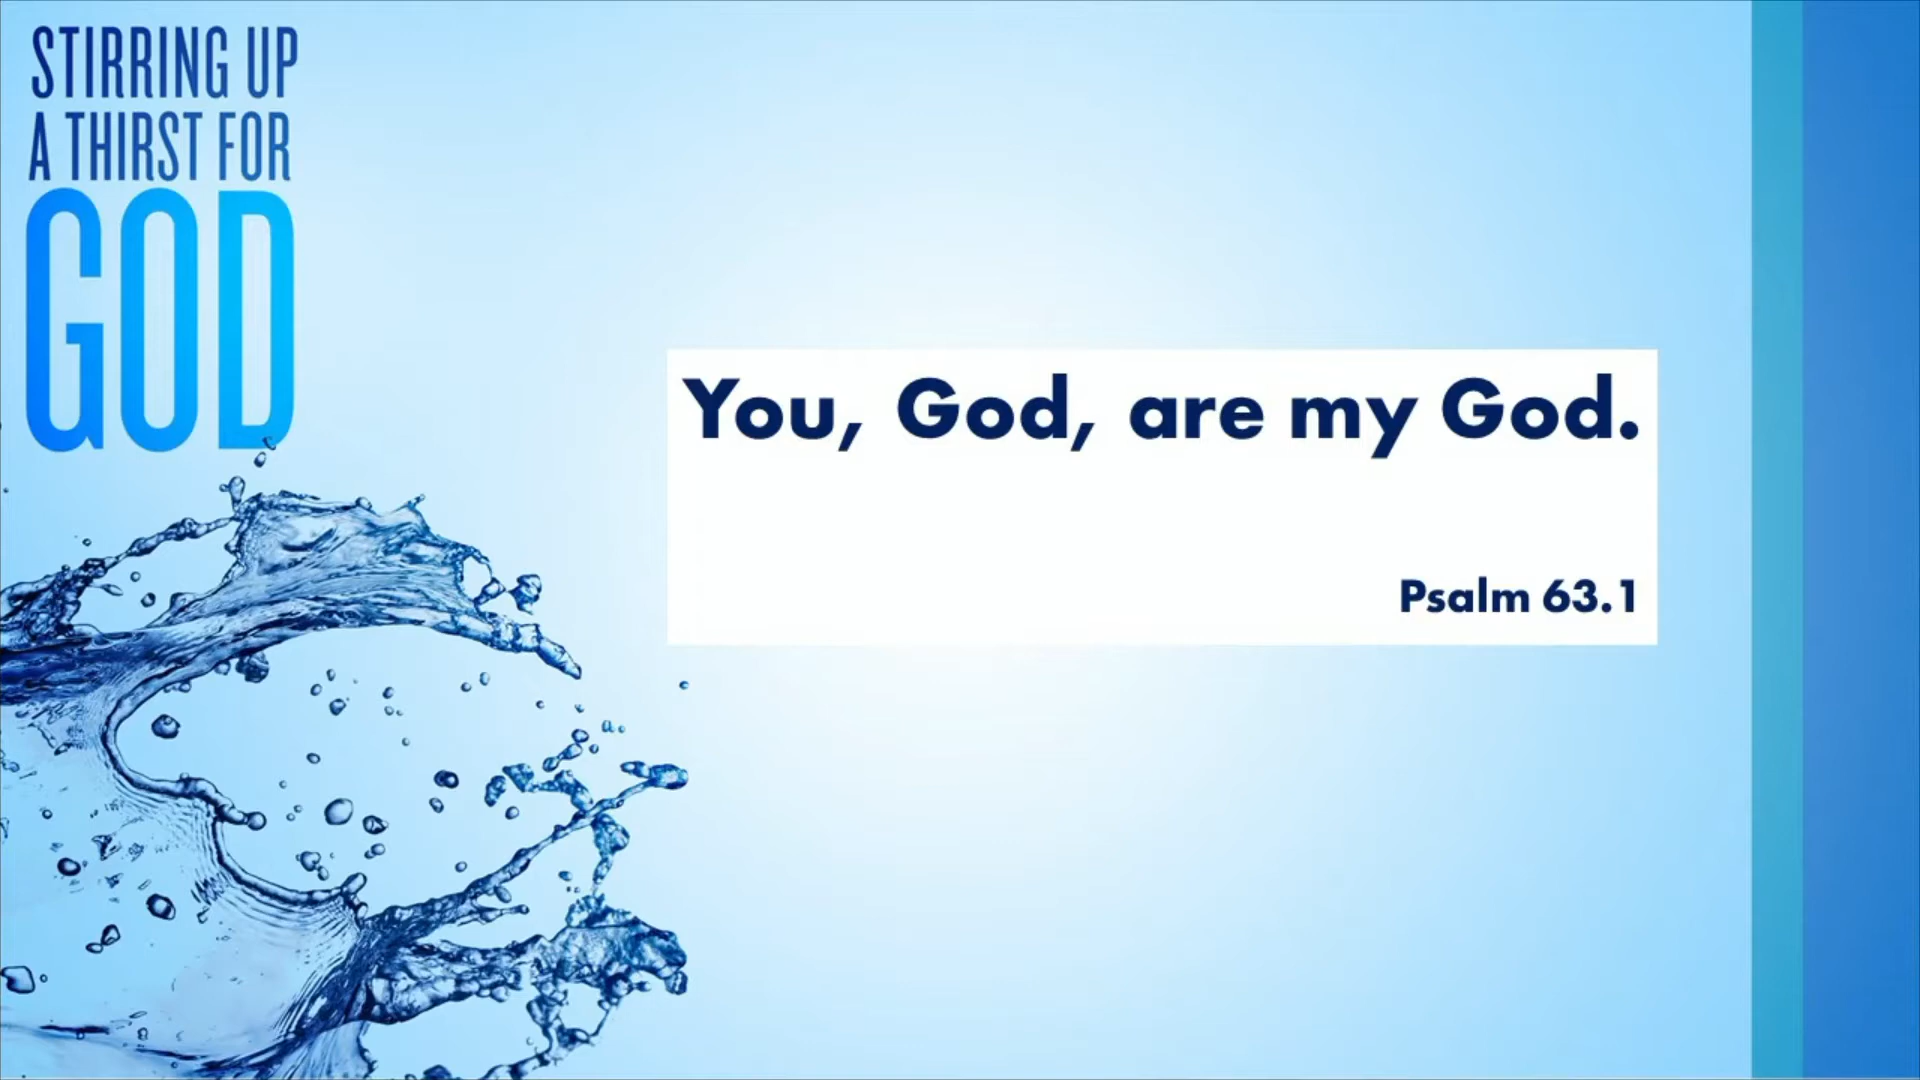 STIRRING UP
A THIRST FOR
GOD
You, God, are my God.
Psalm 63.1